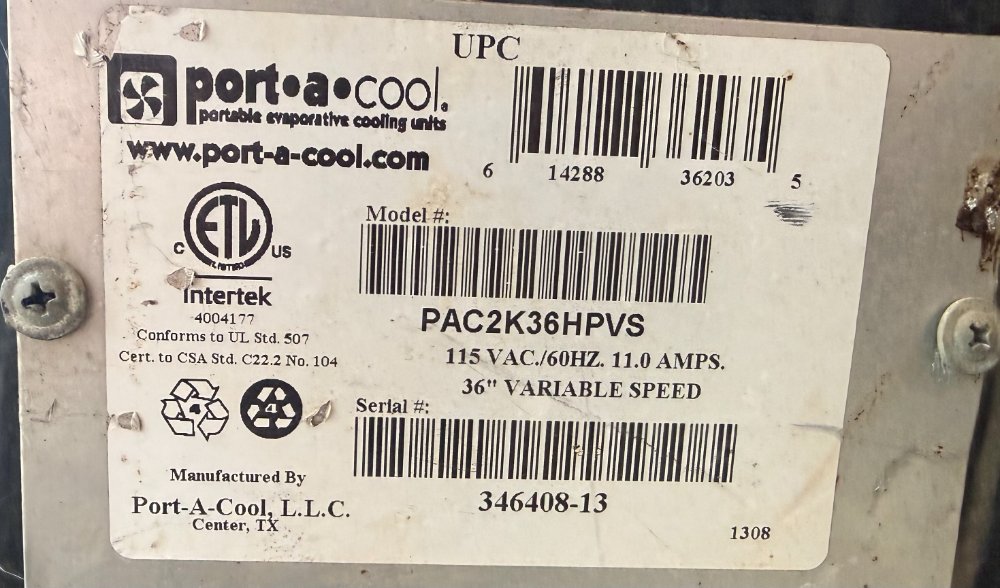 UPC
port•a•cool.
portable evaporative cooling units
www.port-a-cool.com
6 14288 36203 5
ETL
LISTED
C US
Intertek
4004177
Conforms to UL Std. 507
Cert. to CSA Std. C22.2 No. 104
4 4
Manufactured By
Port-A-Cool, L.L.C.
Center, TX
Model #:
PAC2K36HPVS
115 VAC./60HZ. 11.0 AMPS.
36" VARIABLE SPEED
Serial #:
346408-13
1308